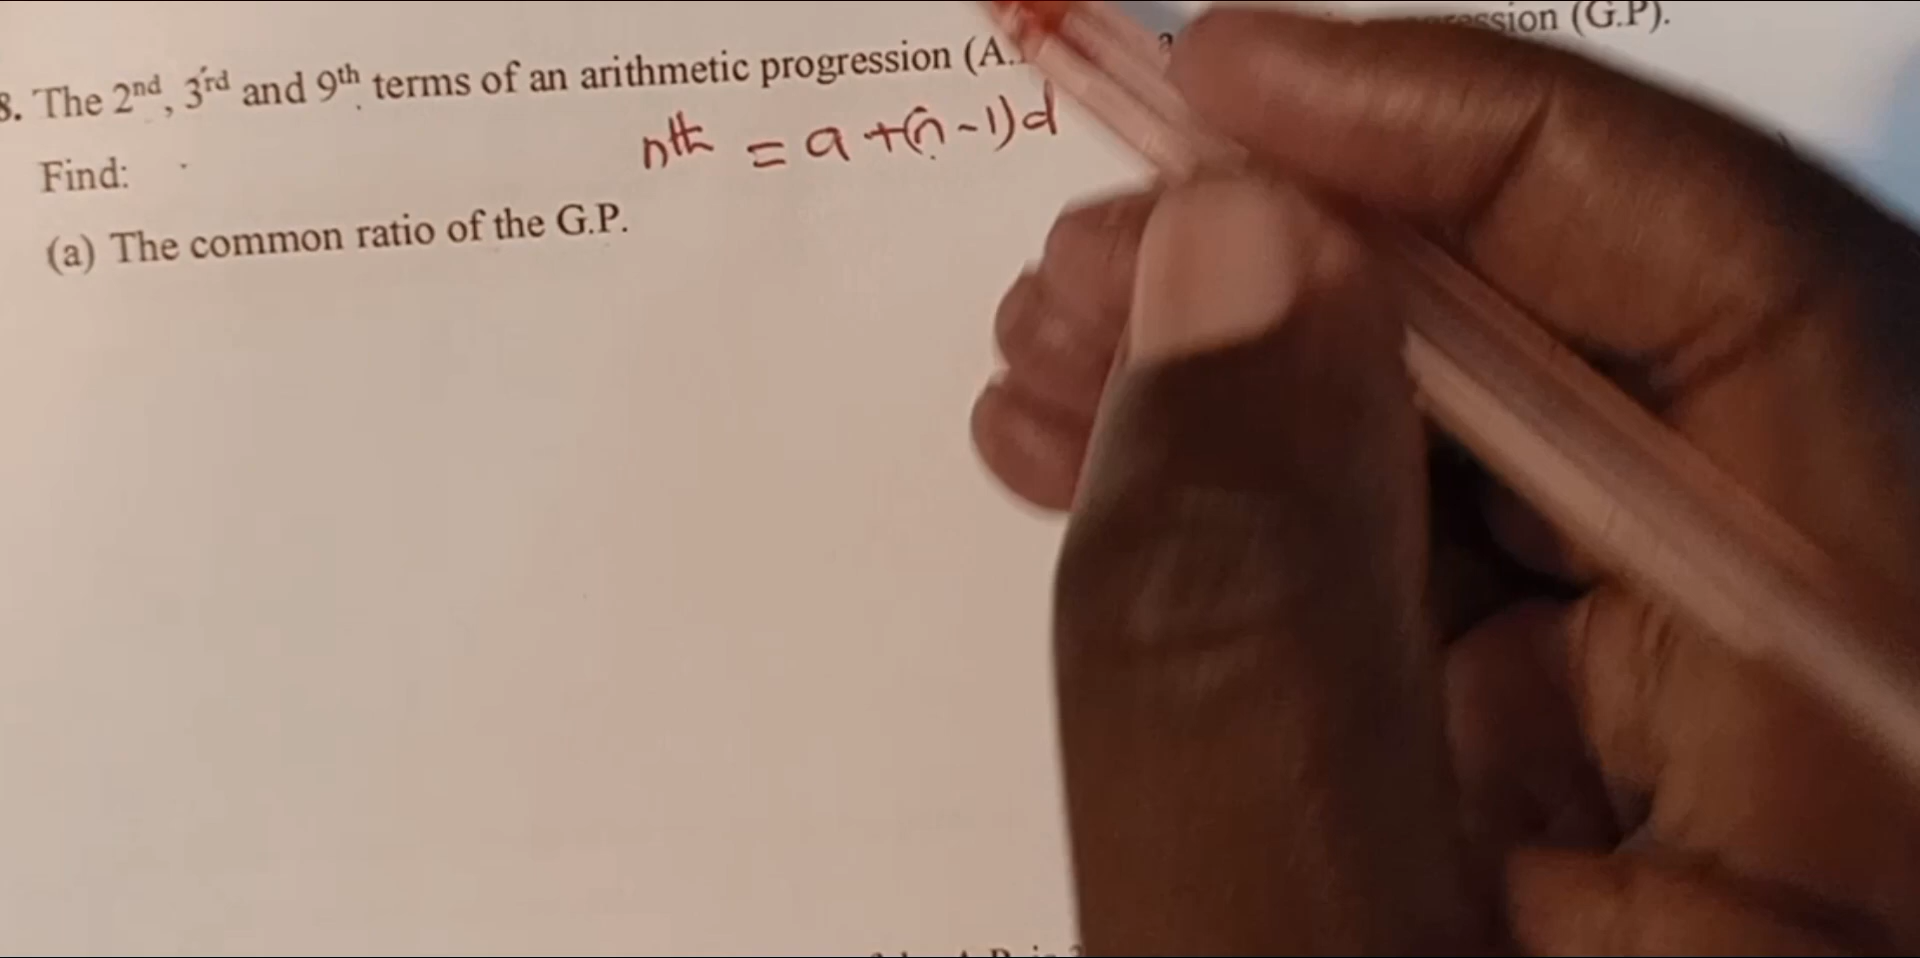 8. The 2nd, 3rd and 9th terms of an arithmetic progression (A. (G.P).
nth = a + (n - 1)d
Find:
(a) The common ratio of the G.P.